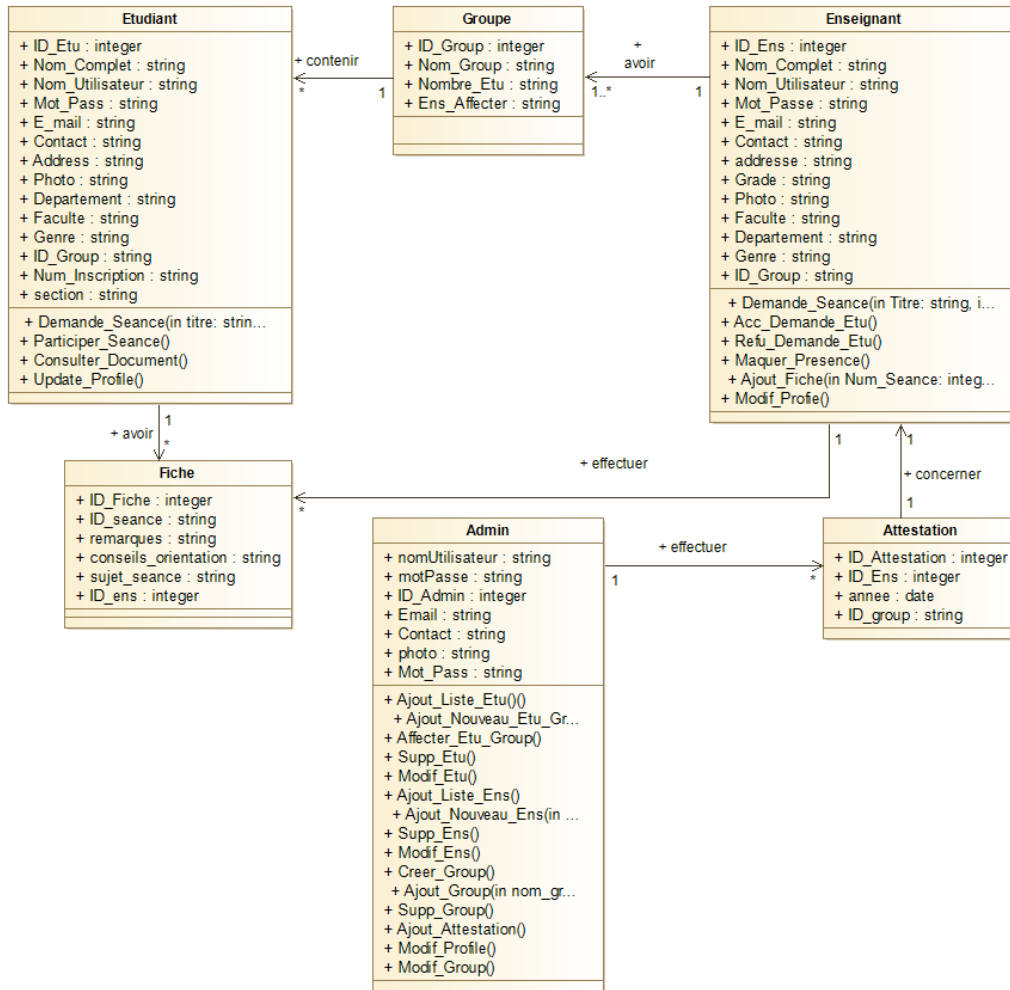 Etudiant
+ ID_Etu : integer
+ Nom_Complet : string
+ Nom_Utilisateur : string
+ Mot_Pass : string
+ E_mail : string
+ Contact : string
+ Address : string
+ Photo : string
+ Departement : string
+ Faculte : string
+ Genre : string
+ ID_Group : string
+ Num_Inscription : string
+ section : string
+ Demande_Seance(in titre: strin...
+ Participer_Seance()
+ Consulter_Document()
+ Update_Profile()
+ contenir
*
1
Groupe
+ ID_Group : integer
+ Nom_Group : string
+ Nombre_Etu : string
+ Ens_Affecter : string
+
avoir
1..*
1
Enseignant
+ ID_Ens : integer
+ Nom_Complet : string
+ Nom_Utilisateur : string
+ Mot_Passe : string
+ E_mail : string
+ Contact : string
+ addresse : string
+ Grade : string
+ Photo : string
+ Faculte : string
+ Departement : string
+ Genre : string
+ ID_Group : string
+ Demande_Seance(in Titre: string, i...
+ Acc_Demande_Etu()
+ Refu_Demande_Etu()
+ Maquer_Presence()
+ Ajout_Fiche(in Num_Seance: integ...
+ Modif_Profie()
1
+ avoir
*
Fiche
+ ID_Fiche : integer
+ ID_seance : string
+ remarques : string
+ conseils_orientation : string
+ sujet_seance : string
+ ID_ens : integer
1
+ effectuer
*
1
+ concerner
1
Admin
+ nomUtilisateur : string
+ motPasse : string
+ ID_Admin : integer
+ Email : string
+ Contact : string
+ photo : string
+ Mot_Pass : string
+ Ajout_Liste_Etu()()
+ Ajout_Nouveau_Etu_Gr...
+ Affecter_Etu_Group()
+ Supp_Etu()
+ Modif_Etu()
+ Ajout_Liste_Ens()
+ Ajout_Nouveau_Ens(in ...
+ Supp_Ens()
+ Modif_Ens()
+ Creer_Group()
+ Ajout_Group(in nom_gr...
+ Supp_Group()
+ Ajout_Attestation()
+ Modif_Profile()
+ Modif_Group()
+ effectuer
1
*
Attestation
+ ID_Attestation : integer
+ ID_Ens : integer
+ annee : date
+ ID_group : string